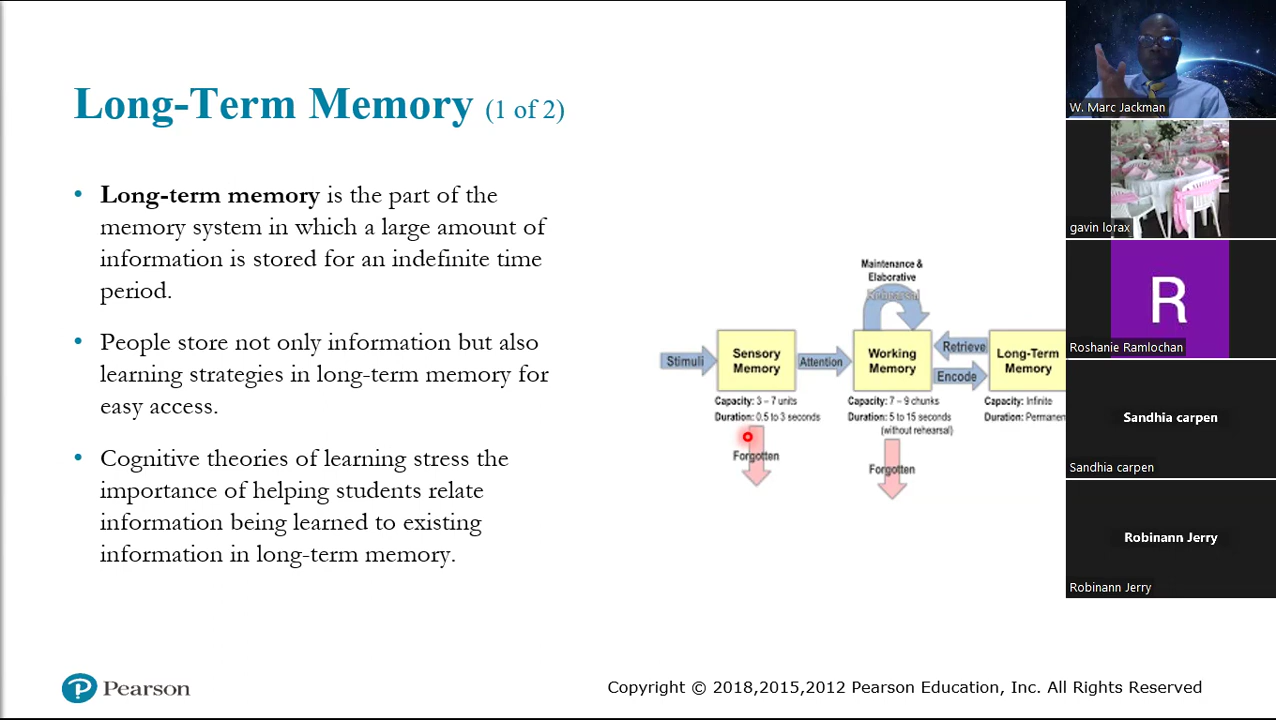 Long-Term Memory (1 of 2)
• Long-term memory is the part of the
memory system in which a large amount of
information is stored for an indefinite time
period.
• People store not only information but also
learning strategies in long-term memory for
easy access.
• Cognitive theories of learning stress the
importance of helping students relate
information being learned to existing
information in long-term memory.
Maintenance &
Elaborative
Rehearsal
Stimuli
Sensory
Memory
Attention
Working
Memory
Retrieve
Encode
Long-Term
Memory
Capacity: 3 – 7 units
Duration: 0.5 to 3 seconds
Capacity: 7 – 9 chunks
Duration: 5 to 15 seconds
(without rehearsal)
Capacity: Infinite
Duration: Permanen
Forgotten
Forgotten
Pearson
Copyright © 2018,2015,2012 Pearson Education, Inc. All Rights Reserved
W. Marc Jackman
gavin lorax
R
Roshanie Ramlochan
Sandhia carpen
Sandhia carpen
Robinann Jerry
Robinann Jerry